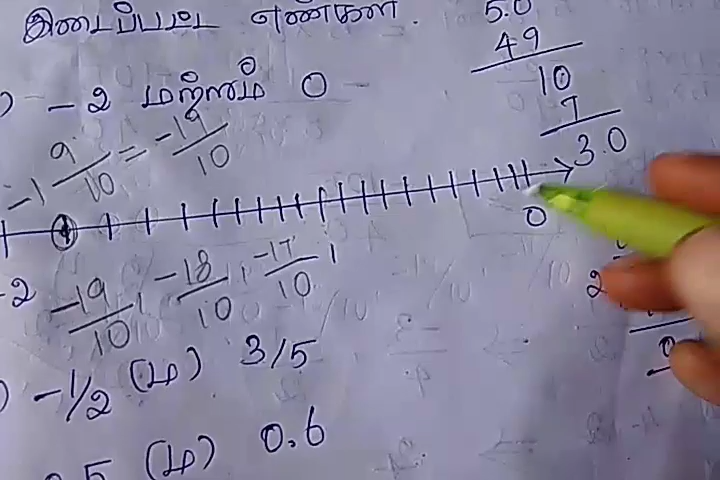 இடைப்பட்ட எண்கள்.
5.0
49
10
7
3.0
) -2 மற்றும் 0
-1 9/10 = -19/10
-2 0
-19/10, -18/10, -17/10,
) -1/2 (ம) 3/5
.5 (ம) 0.6